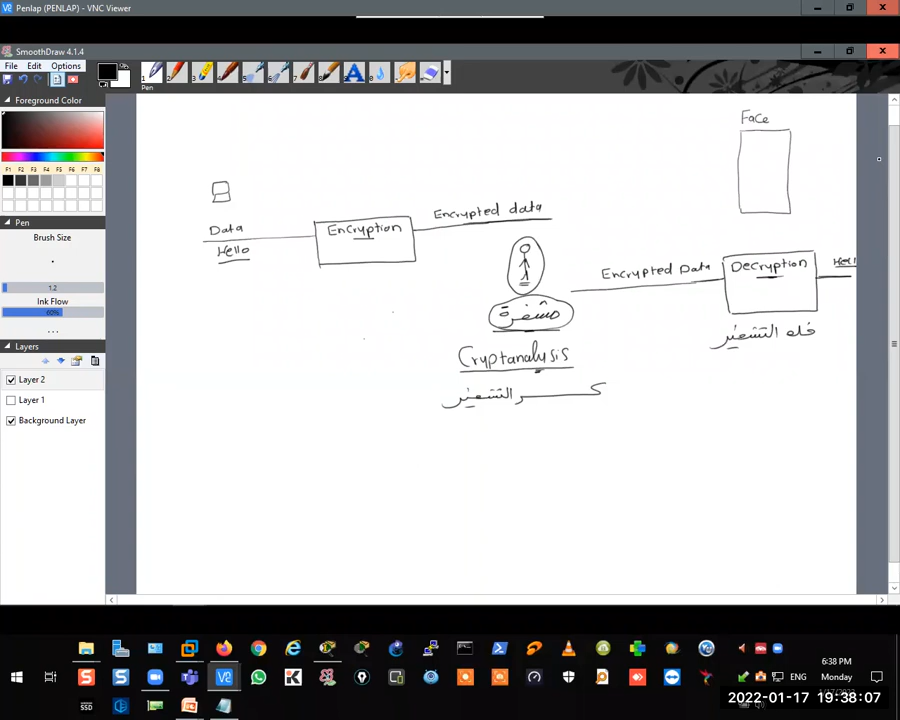 Penlap (PENLAP) - VNC Viewer
SmoothDraw 4.1.4
File Edit Options
Pen
Foreground Color
F1 F2 F3 F4 F5 F6 F7 F8
Pen
Brush Size
1.2
Ink Flow
60%
...
Layers
Layer 2
Layer 1
Background Layer
Face
Data
Hello
Encryption
Encrypted data
Encrypted Data
Decryption
Hell
مشفرة
فك التشفير
Cryptanalysis
كسر التشفير
6:38 PM
ENG
Monday
2022-01-17 19:38:07
SSD